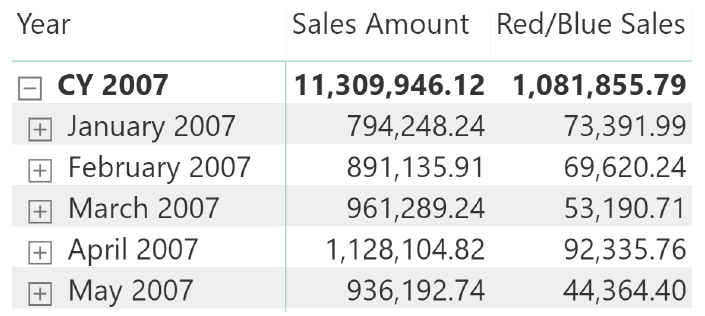 Year Sales Amount Red/Blue Sales
CY 2007 11,309,946.12 1,081,855.79
January 2007 794,248.24 73,391.99
February 2007 891,135.91 69,620.24
March 2007 961,289.24 53,190.71
April 2007 1,128,104.82 92,335.76
May 2007 936,192.74 44,364.40